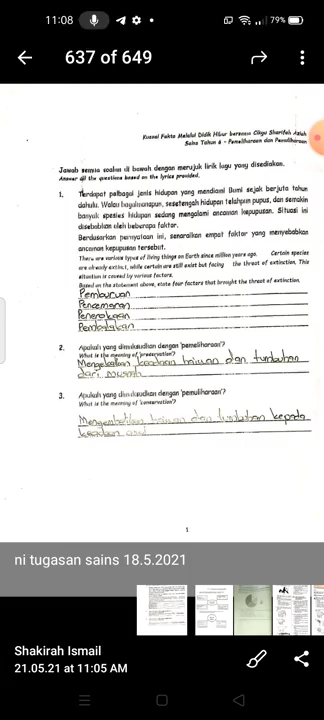 11:08
79%
637 of 649
Kuasai Fakta Melalui Didik Hibur bersama Cikgu Sharifah Aziah
Sains Tahun 6 - Pemeliharaan dan Pemuliharaan
Jawab semua soalan di bawah dengan merujuk lirik lagu yang disediakan.
Answer all the questions based on the lyrics provided.
1. Terdapat pelbagai jenis hidupan yang mendiami Bumi sejak berjuta tahun
dahulu. Walau bagaimanapun, sesetengah hidupan telahpun pupus, dan semakin
banyak spesies hidupan sedang mengalami ancaman kepupusan. Situasi ini
disebabkan oleh beberapa faktor.
Berdasarkan pernyataan ini, senaraikan empat faktor yang menyebabkan
ancaman kepupusan tersebut.
There are various types of living things on Earth since million years ago. Certain species
are already extinct, while certain are still exist but facing the threat of extinction. This
situation is caused by various factors.
Based on the statement above, state four factors that brought the threat of extinction.
Pemburuan
Pencemaran
Penerokaan
Pembalakan
2. Apakah yang dimaksudkan dengan 'pemeliharaan'?
What is the meaning of 'preservation'?
Mengekalkan keadaan haiwan dan tumbuhan
dari
3. Apakah yang dimaksudkan dengan 'pemuliharaan'?
What is the meaning of 'conservation'?
Mengembalikan haiwan dan tumbuhan kepada
keadaan asal
1
ni tugasan sains 18.5.2021
Shakirah Ismail
21.05.21 at 11:05 AM